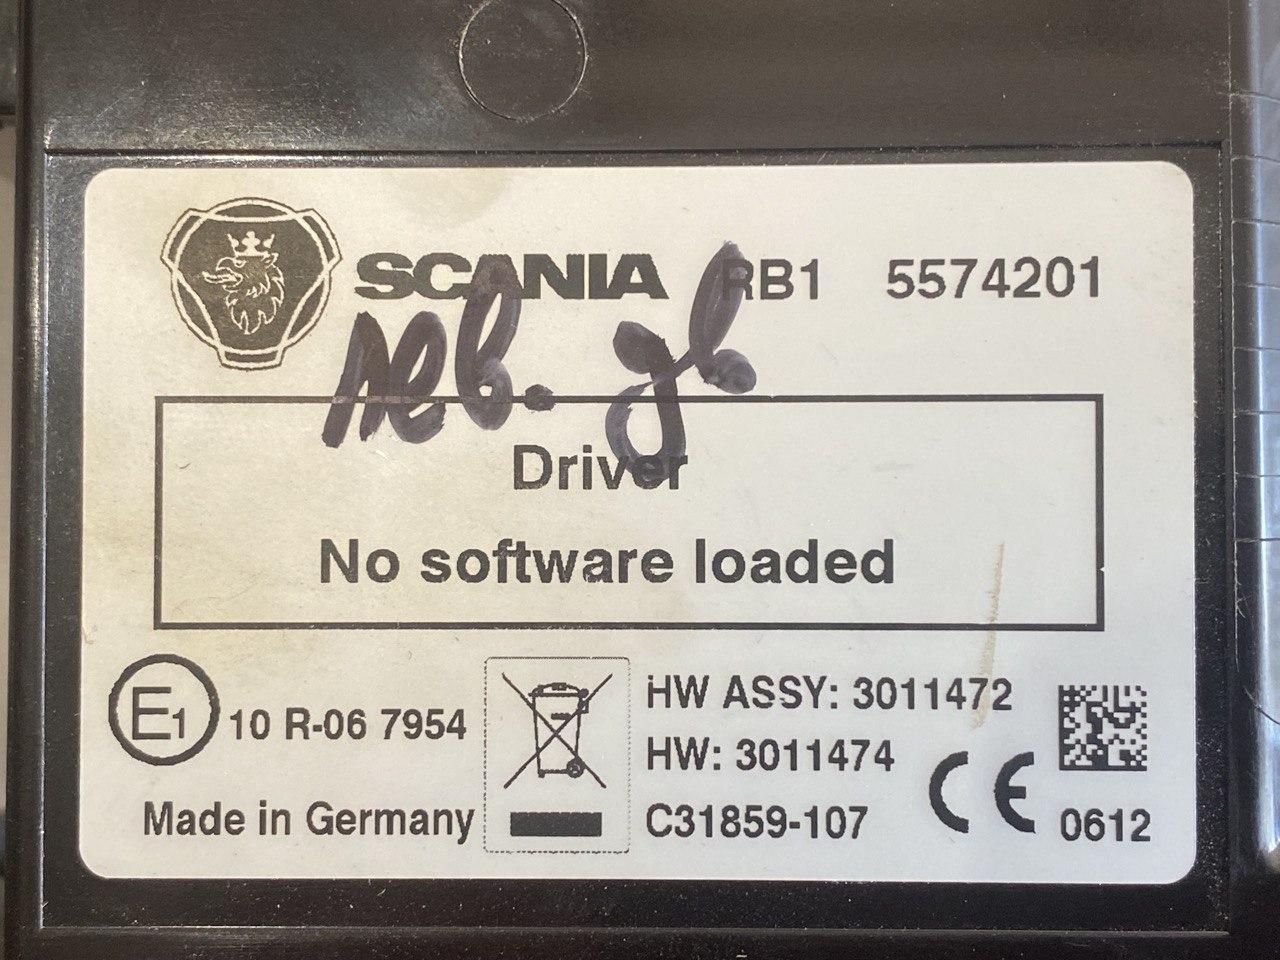 SCANIA RB1 5574201
лев. дв
Driver
No software loaded
E1 10 R-06 7954
Made in Germany
HW ASSY: 3011472
HW: 3011474
C31859-107
CE 0612